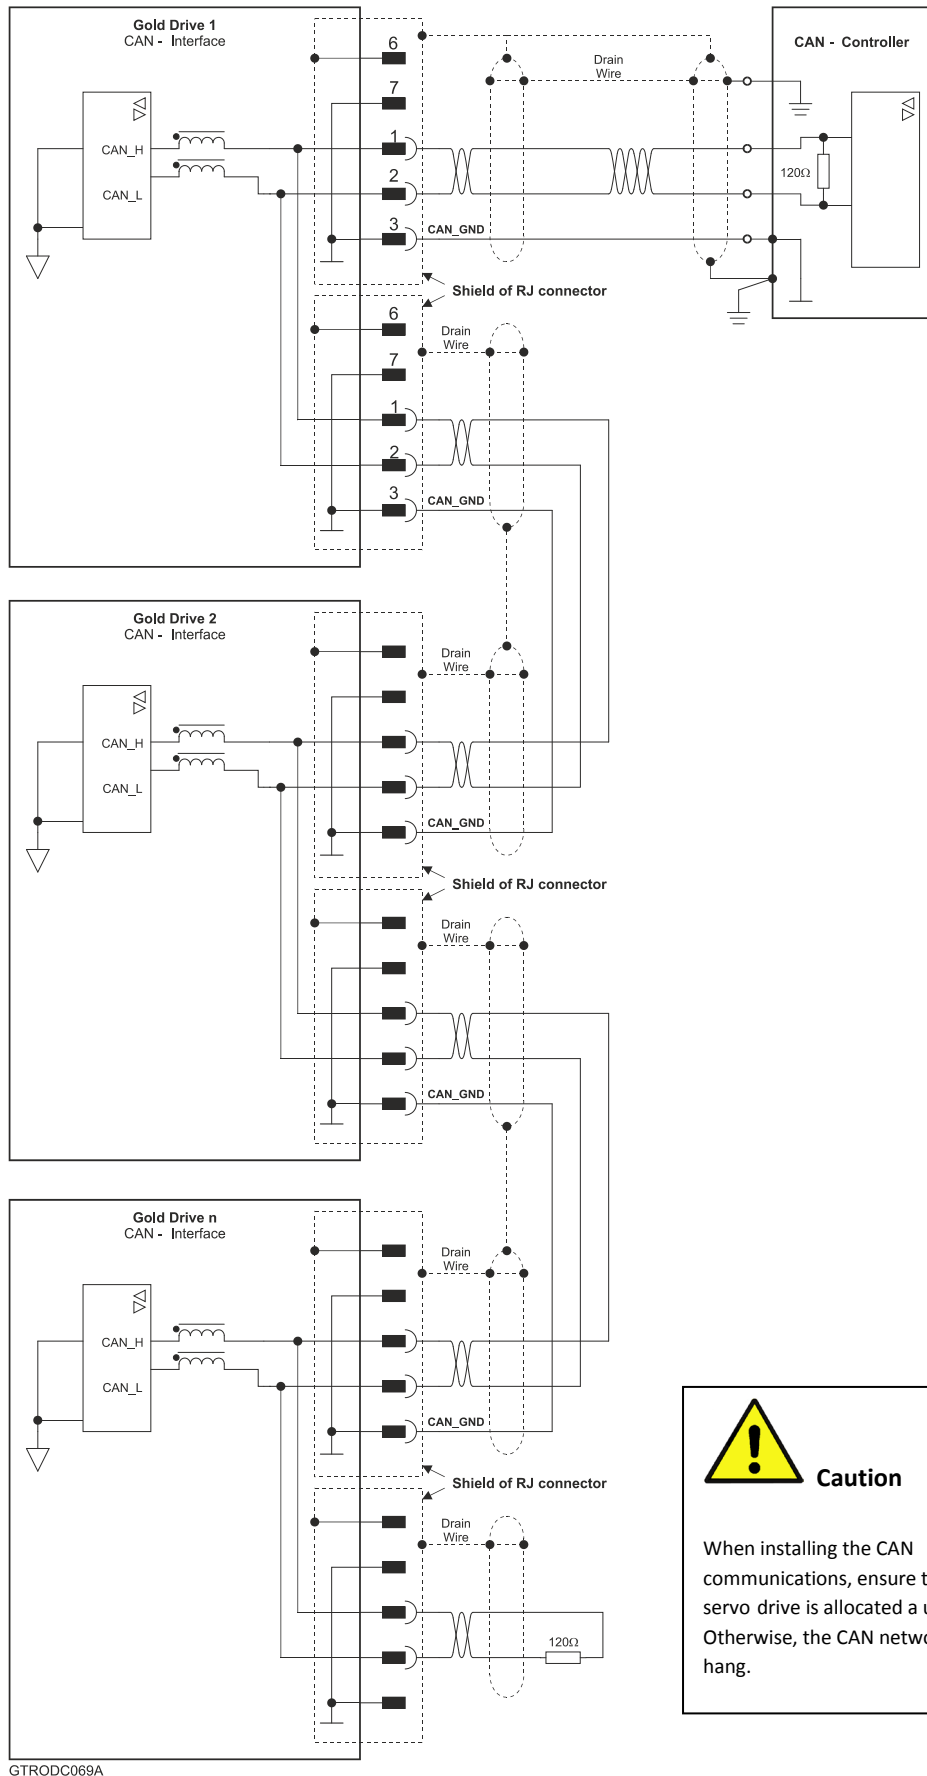 Gold Drive 1
CAN - Interface
CAN_H
CAN_L
6
7
1
2
3
CAN_GND
Drain
Wire
CAN - Controller
120Ω
Shield of RJ connector
6
7
1
2
3
CAN_GND
Drain
Wire
Gold Drive 2
CAN - Interface
CAN_H
CAN_L
Drain
Wire
CAN_GND
Shield of RJ connector
Drain
Wire
CAN_GND
Gold Drive n
CAN - Interface
CAN_H
CAN_L
Drain
Wire
CAN_GND
Shield of RJ connector
Drain
Wire
120Ω
Caution
When installing the CAN
communications, ensure
servo drive is allocated a
Otherwise, the CAN
hang.
GTRODC069A